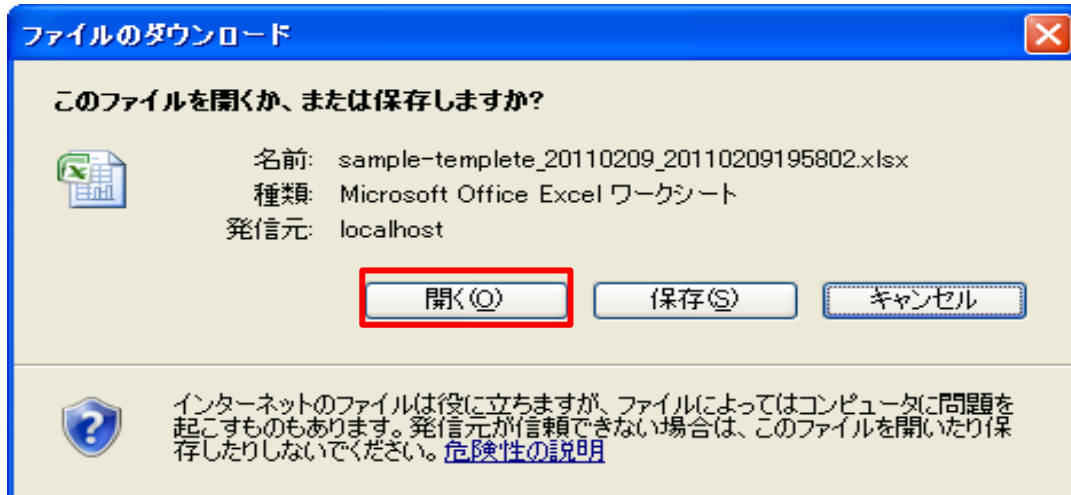 ファイルのダウンロード
このファイルを開くか、または保存しますか?
名前: sample-templete_20110209_20110209195802.xlsx
種類: Microsoft Office Excel ワークシート
発信元: localhost
開く(O) 保存(S) キャンセル
インターネットのファイルは役に立ちますが、ファイルによってはコンピュータに問題を
起こすものもあります。発信元が信頼できない場合は、このファイルを開いたり保
存したりしないでください。危険性の説明